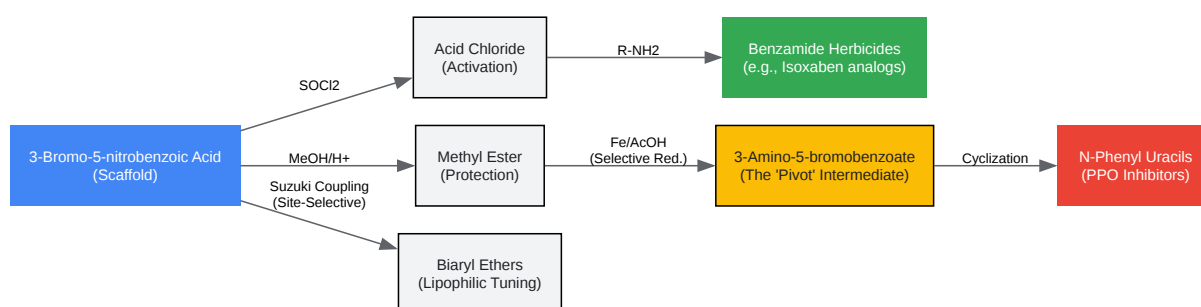 Acid Chloride
(Activation)
R-NH2
Benzamide Herbicides
(e.g., Isoxaben analogs)
SOCl2
3-Bromo-5-nitrobenzoic Acid
(Scaffold)
MeOH/H+
Methyl Ester
(Protection)
Fe/AcOH
(Selective Red.)
3-Amino-5-bromobenzoate
(The 'Pivot' Intermediate)
Cyclization
N-Phenyl Uracils
(PPO Inhibitors)
Suzuki Coupling
(Site-Selective)
Biaryl Ethers
(Lipophilic Tuning)